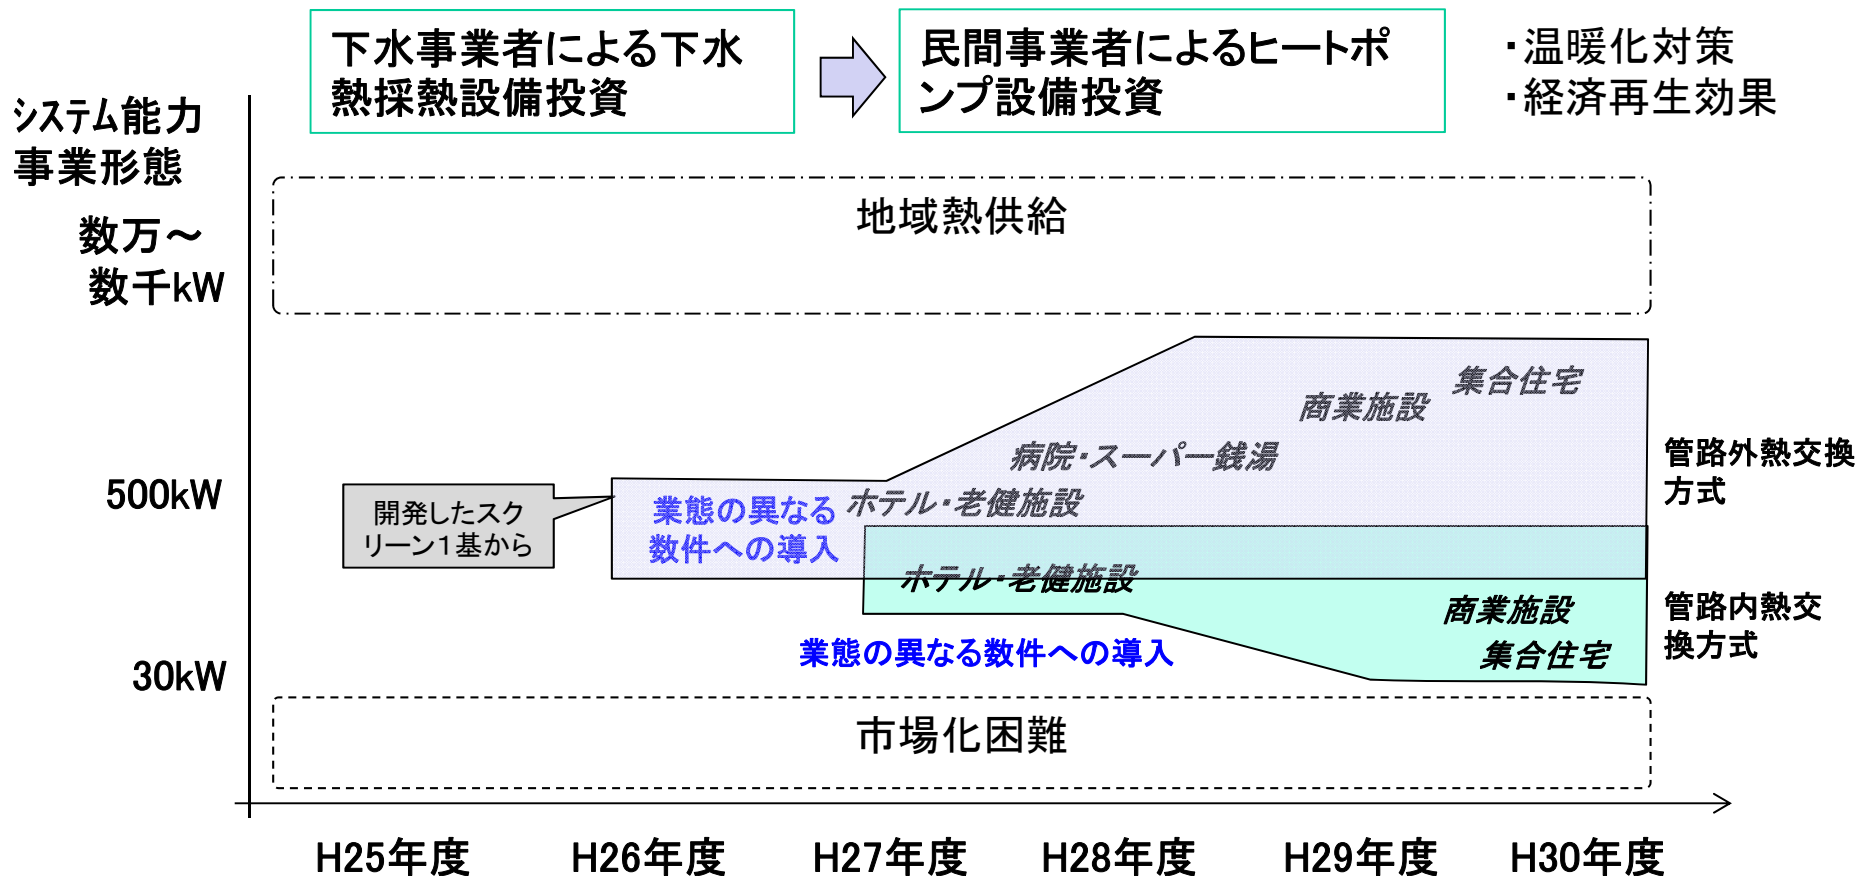 下水事業者による下水
熱採熱設備投資
民間事業者によるヒートポ
ンプ設備投資
・温暖化対策
・経済再生効果
システム能力
事業形態
数万～
数千kW
地域熱供給
集合住宅
商業施設
病院・スーパー銭湯
管路外熱交換
方式
500kW
開発したスク
リーン１基から
業態の異なる
数件への導入
ホテル・老健施設
ホテル・老健施設
商業施設
集合住宅
管路内熱交
換方式
業態の異なる数件への導入
30kW
市場化困難
H25年度
H26年度
H27年度
H28年度
H29年度
H30年度